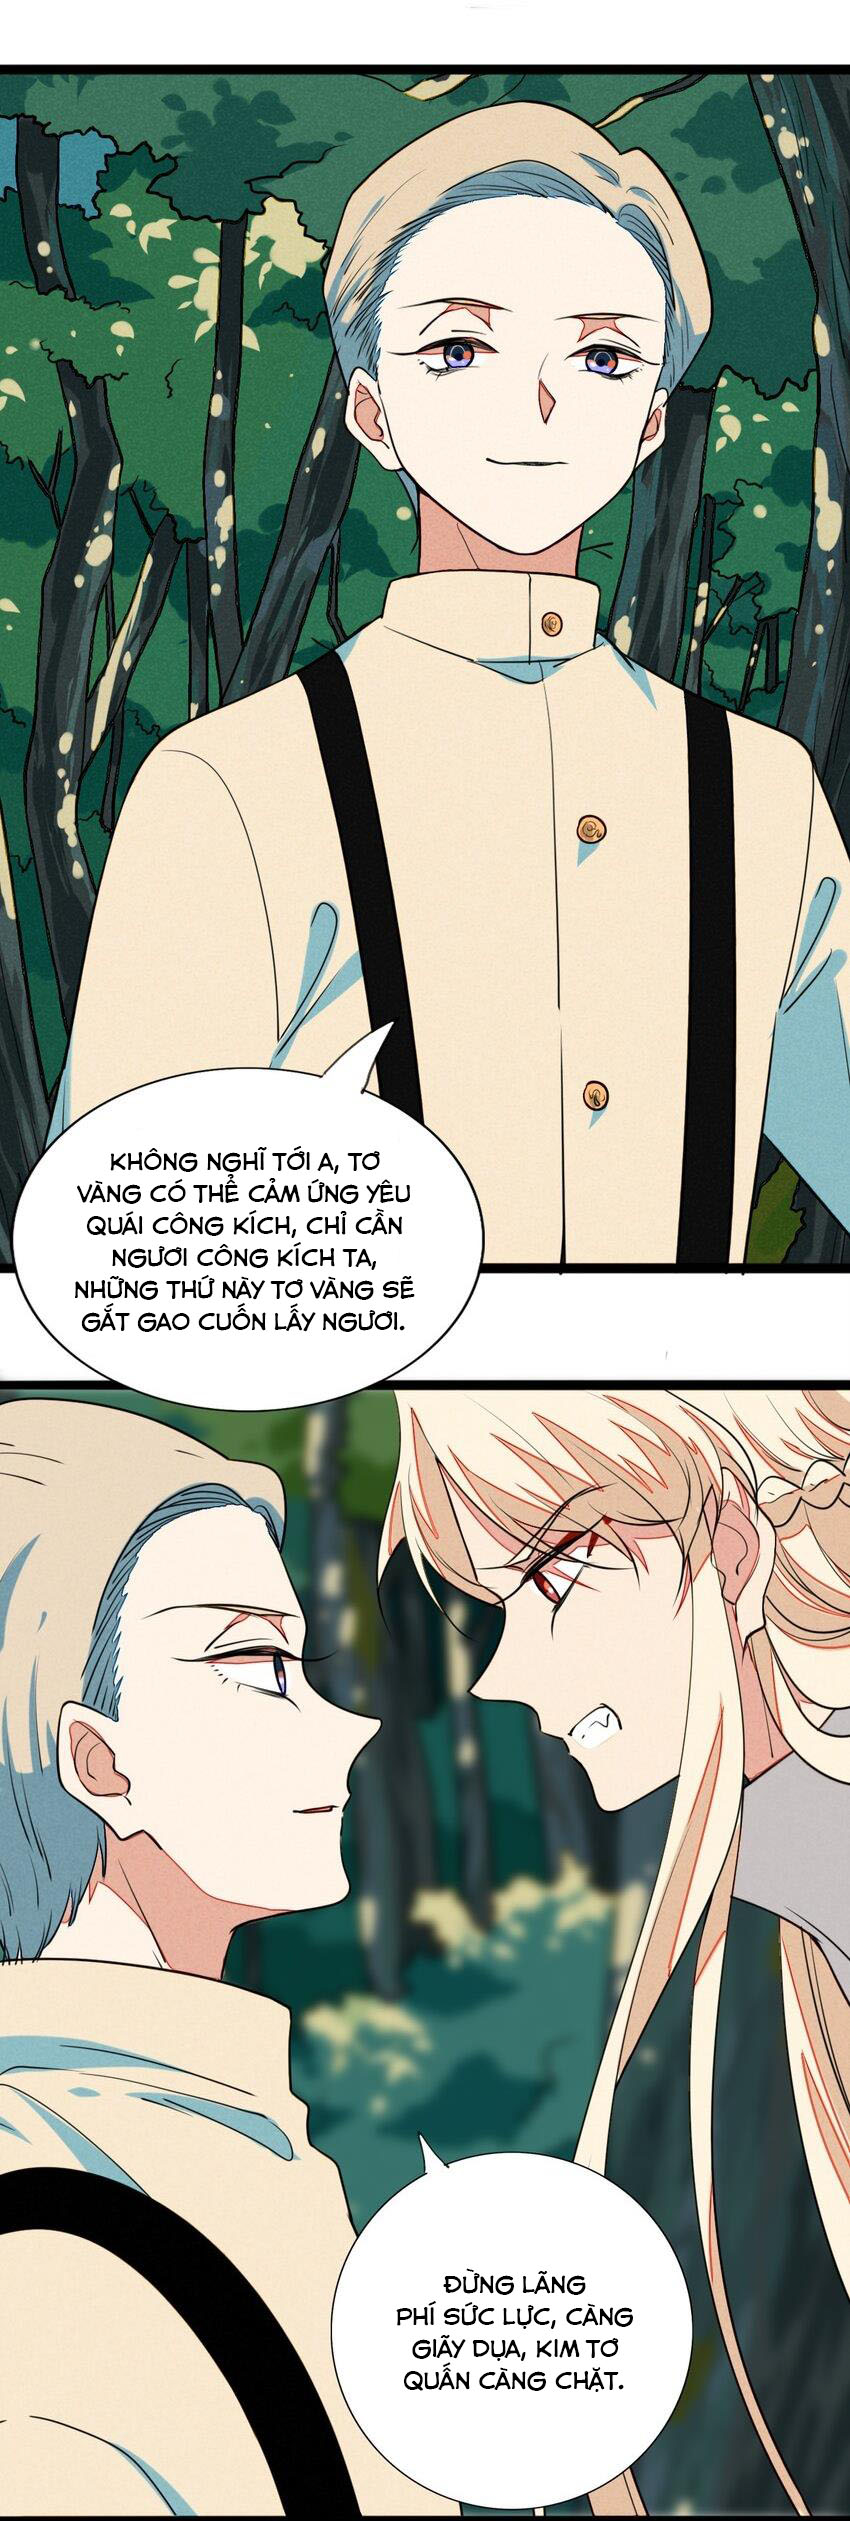 KHÔNG NGHĨ TỚI A, TƠ
VÀNG CÓ THỂ CẢM ỨNG YÊU
QUÁI CÔNG KÍCH, CHỈ CẦN
NGƯƠI CÔNG KÍCH TA,
NHỮNG THỨ NÀY TƠ VÀNG SẼ
GẮT GAO CUỐN LẤY NGƯƠI.
ĐỪNG LÃNG
PHÍ SỨC LỰC, CÀNG
GIÃY DỤA, KIM TƠ
QUẤN CÀNG CHẶT.